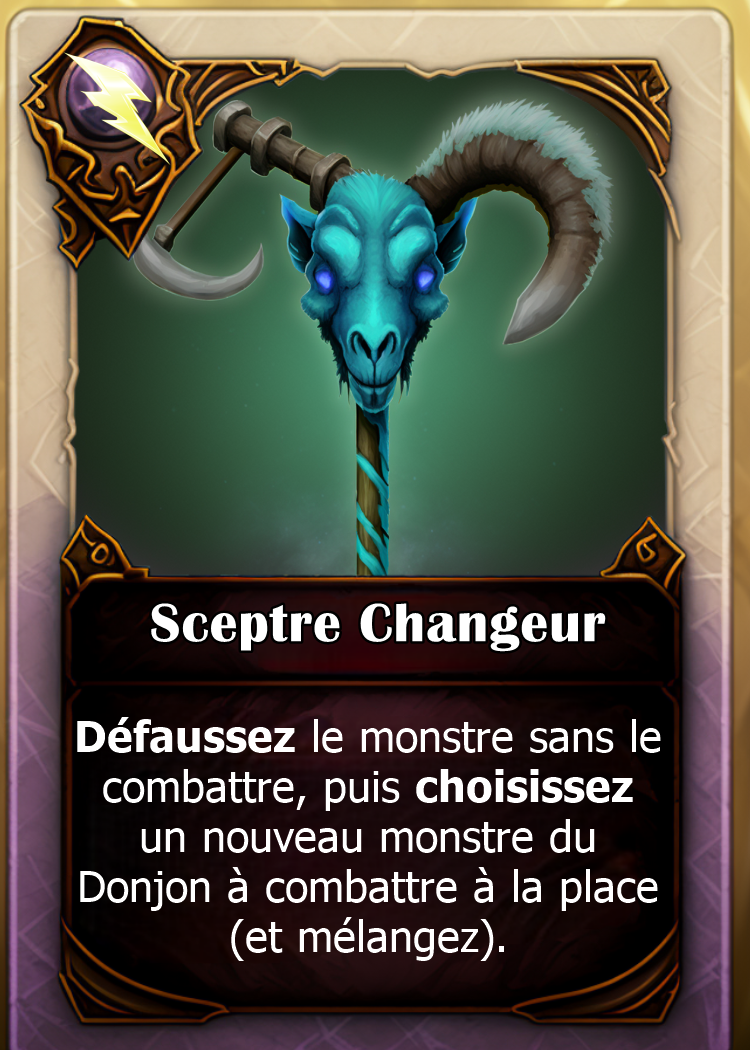 Sceptre Changeur
Défaussez le monstre sans le
combattre, puis choisissez
un nouveau monstre du
Donjon à combattre à la place
(et mélangez).